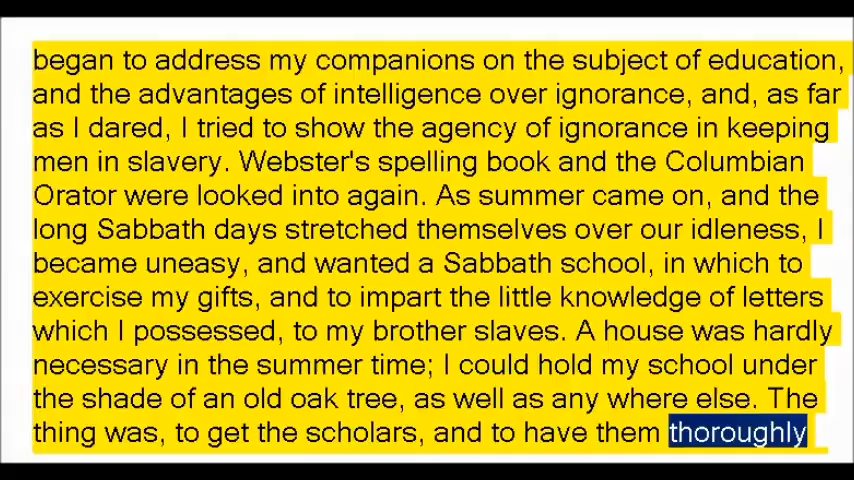 began to address my companions on the subject of education,
and the advantages of intelligence over ignorance, and, as far
as I dared, I tried to show the agency of ignorance in keeping
men in slavery. Webster's spelling book and the Columbian
Orator were looked into again. As summer came on, and the
long Sabbath days stretched themselves over our idleness, I
became uneasy, and wanted a Sabbath school, in which to
exercise my gifts, and to impart the little knowledge of letters
which I possessed, to my brother slaves. A house was hardly
necessary in the summer time; I could hold my school under
the shade of an old oak tree, as well as any where else. The
thing was, to get the scholars, and to have them thoroughly